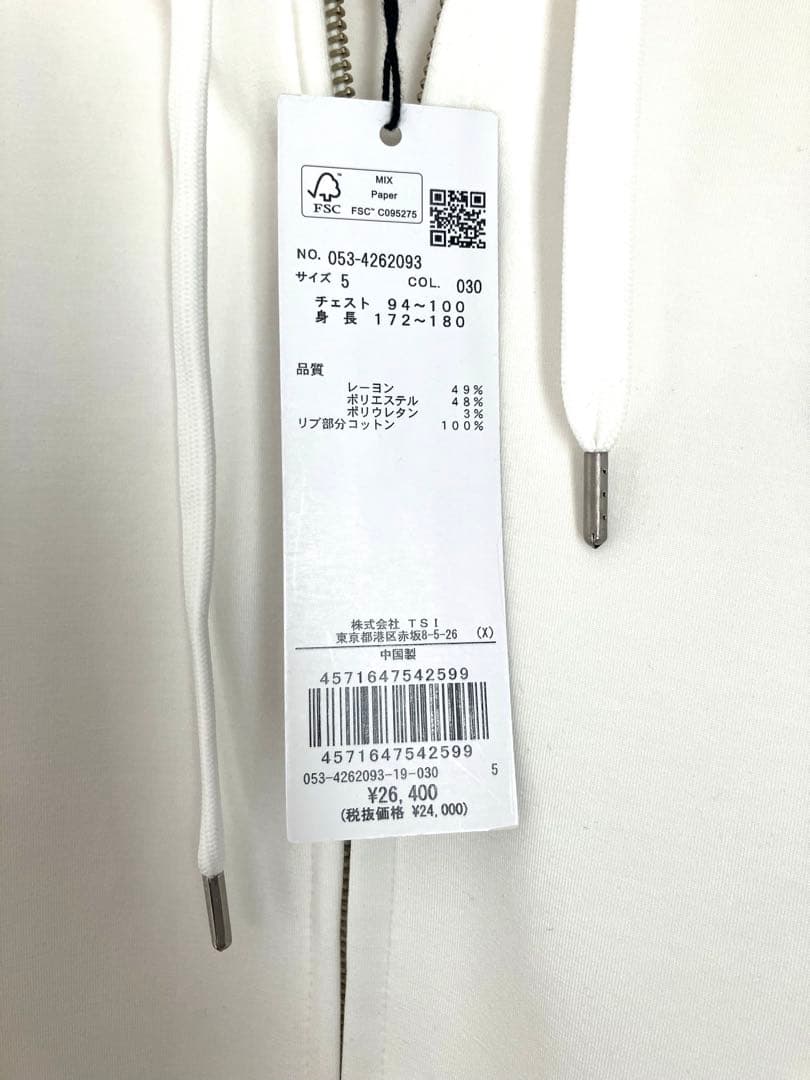 MIX
Paper
FSC™ C095275
FSC
NO. 053-4262093
サイズ 5 COL. 030
チェスト 94～100
身 長 172～180
品質
レーヨン 49%
ポリエステル 48%
ポリウレタン 3%
リブ部分コットン 100%
株式会社 TSI
東京都港区赤坂8-5-26 (X)
中国製
4571647542599
4571647542599
053-4262093-19-030 5
¥26,400
(税抜価格 ¥24,000)